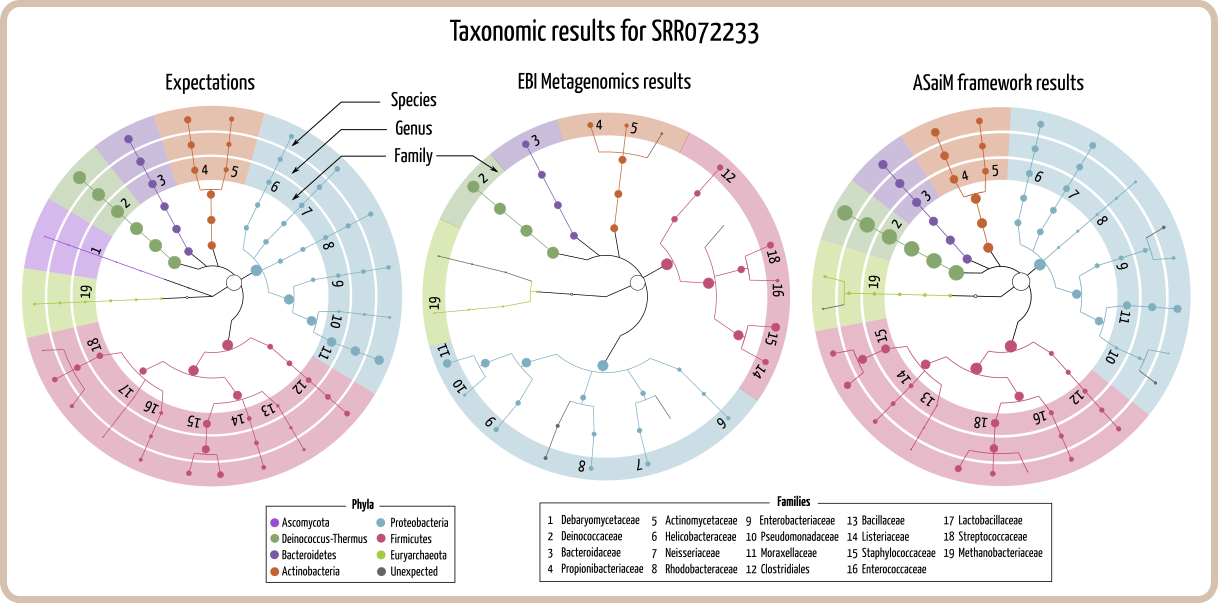 Taxonomic results for SRR072233
Expectations
EBI Metagenomics results
ASaiM framework results
Species
Genus
Family
1
2
3
4
5
6
7
8
9
10
11
12
13
14
15
16
17
18
19
2
3
4
5
12
18
16
15
14
6
7
8
9
10
11
19
19
2
3
4
5
6
7
8
9
11
10
12
16
18
13
14
15
Phyla
Ascomycota
Deinococcus-Thermus
Bacteroidetes
Actinobacteria
Proteobacteria
Firmicutes
Euryarchaeota
Unexpected
Families
1 Debaryomycetaceae
2 Deinococcaceae
3 Bacteroidaceae
4 Propionibacteriaceae
5 Actinomycetaceae
6 Helicobacteraceae
7 Neisseriaceae
8 Rhodobacteraceae
9 Enterobacteriaceae
10 Pseudomonadaceae
11 Moraxellaceae
12 Clostridiales
13 Bacillaceae
14 Listeriaceae
15 Staphylococcaceae
16 Enterococcaceae
17 Lactobacillaceae
18 Streptococcaceae
19 Methanobacteriaceae